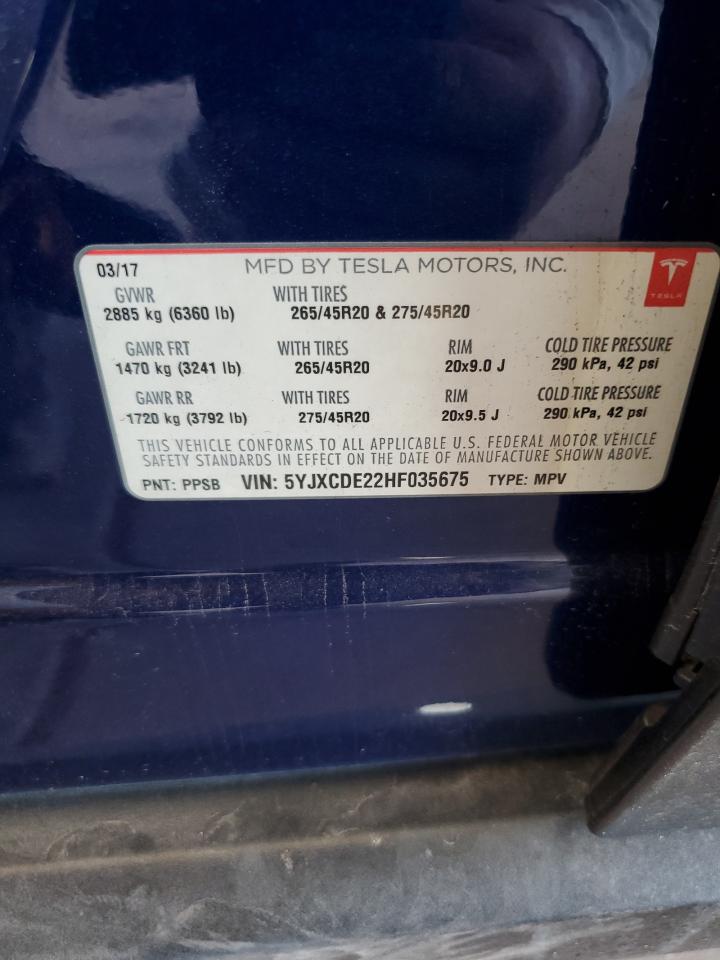 03/17 MFD BY TESLA MOTORS, INC.
TESLA
GVWR WITH TIRES
2885 kg (6360 lb) 265/45R20 & 275/45R20
GAWR FRT WITH TIRES RIM COLD TIRE PRESSURE
1470 kg (3241 lb) 265/45R20 20x9.0 J 290 kPa, 42 psi
GAWR RR WITH TIRES RIM COLD TIRE PRESSURE
1720 kg (3792 lb) 275/45R20 20x9.5 J 290 kPa, 42 psi
THIS VEHICLE CONFORMS TO ALL APPLICABLE U.S. FEDERAL MOTOR VEHICLE
SAFETY STANDARDS IN EFFECT ON THE DATE OF MANUFACTURE SHOWN ABOVE.
PNT: PPSB VIN: 5YJXCDE22HF035675 TYPE: MPV